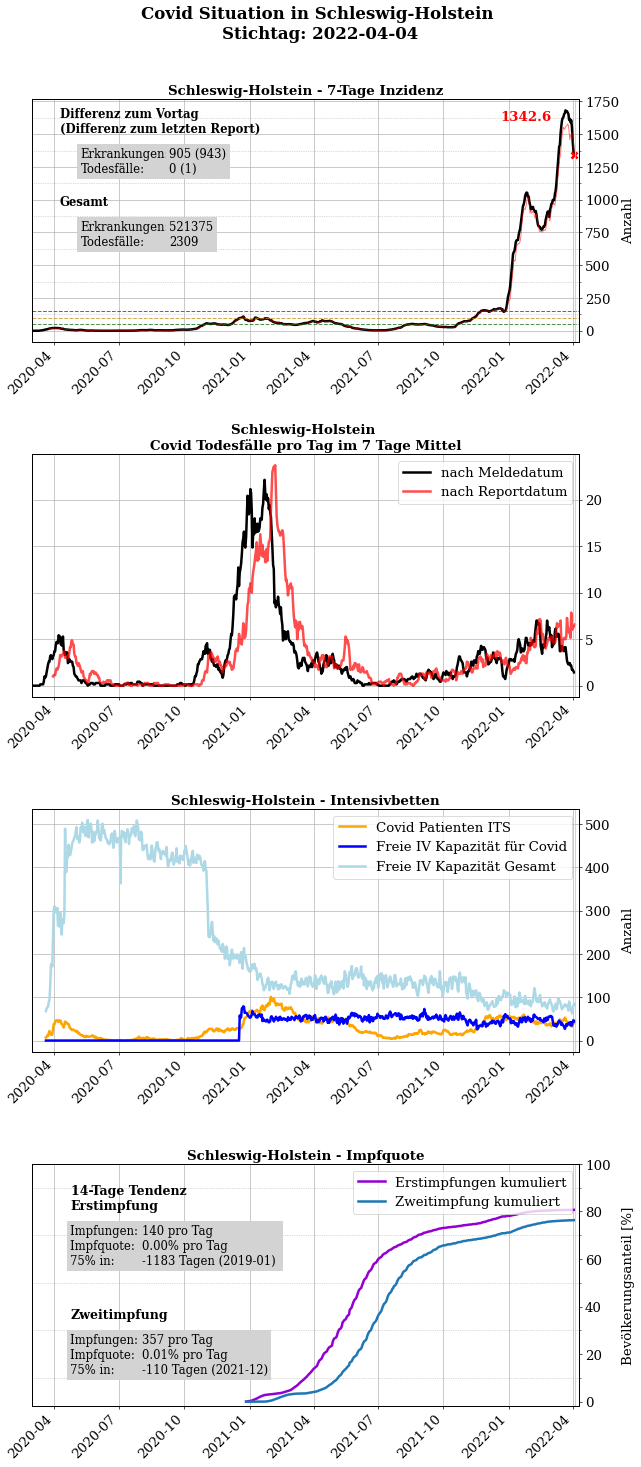 Covid Situation in Schleswig-Holstein
Stichtag: 2022-04-04
Schleswig-Holstein - 7-Tage Inzidenz
Differenz zum Vortag
(Differenz zum letzten Report)
Erkrankungen 905 (943)
Todesfälle: 0 (1)
Gesamt
Erkrankungen 521375
Todesfälle: 2309
1342.6
1750
1500
1250
1000
750
500
250
0
Anzahl
2020-04
2020-07
2020-10
2021-01
2021-04
2021-07
2021-10
2022-01
2022-04
Schleswig-Holstein
Covid Todesfälle pro Tag im 7 Tage Mittel
nach Meldedatum
nach Reportdatum
20
15
10
5
0
2020-04
2020-07
2020-10
2021-01
2021-04
2021-07
2021-10
2022-01
2022-04
Schleswig-Holstein - Intensivbetten
Covid Patienten ITS
Freie IV Kapazität für Covid
Freie IV Kapazität Gesamt
500
400
300
200
100
0
Anzahl
2020-04
2020-07
2020-10
2021-01
2021-04
2021-07
2021-10
2022-01
2022-04
Schleswig-Holstein - Impfquote
14-Tage Tendenz
Erstimpfung
Impfungen: 140 pro Tag
Impfquote: 0.00% pro Tag
75% in: -1183 Tagen (2019-01)
Zweitimpfung
Impfungen: 357 pro Tag
Impfquote: 0.01% pro Tag
75% in: -110 Tagen (2021-12)
Erstimpfungen kumuliert
Zweitimpfung kumuliert
100
80
60
40
20
0
Bevölkerungsanteil [%]
2020-04
2020-07
2020-10
2021-01
2021-04
2021-07
2021-10
2022-01
2022-04